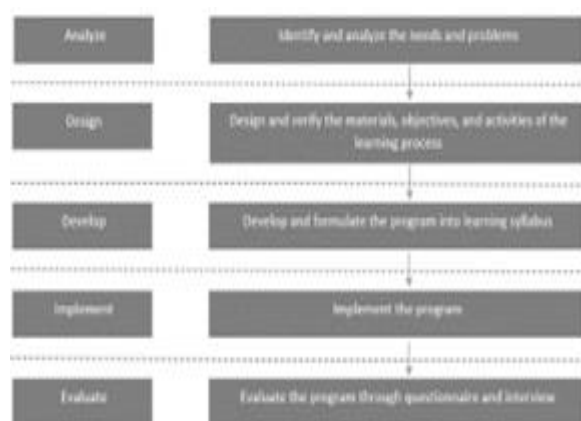 Analyze
Identify and analyze the needs and problems
Design
Design and verify the materials, objectives, and activities of the
learning process
Develop
Develop and formulate the program into learning syllabus
Implement
Implement the program
Evaluate
Evaluate the program through questionnaire and interview